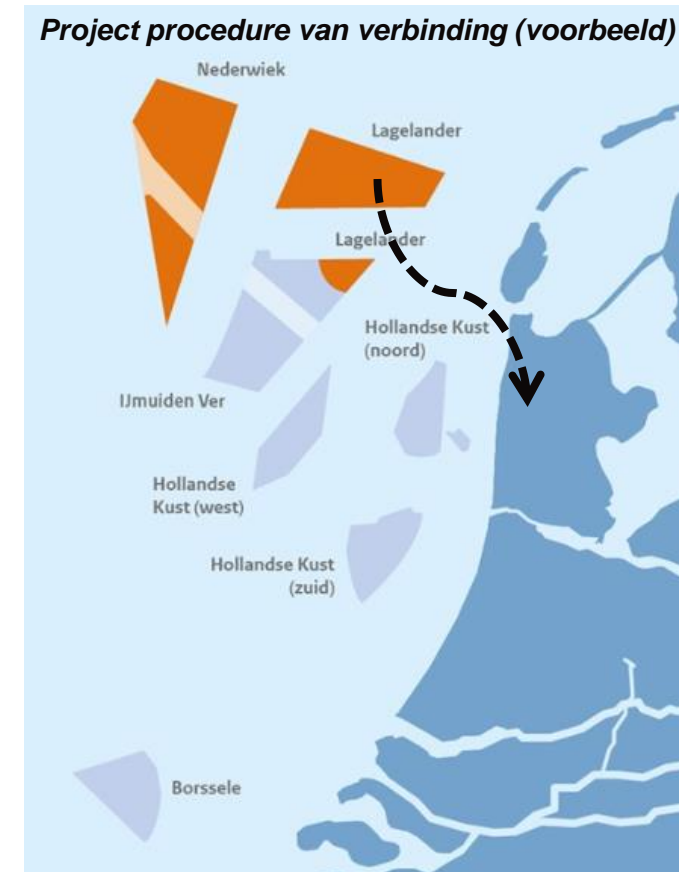 Project procedure van verbinding (voorbeeld)
Nederwiek
Lagelander
Lagelander
Hollandse Kust
(noord)
IJmuiden Ver
Hollandse
Kust (west)
Hollandse Kust
(zuid)
Borssele